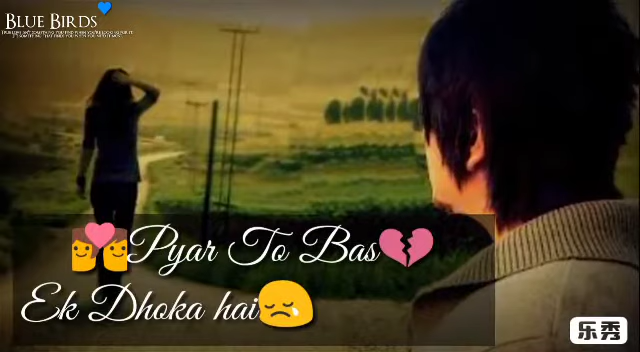 BLUE BIRDS
Pyar To Bas
Ek Dhoka hai
乐秀